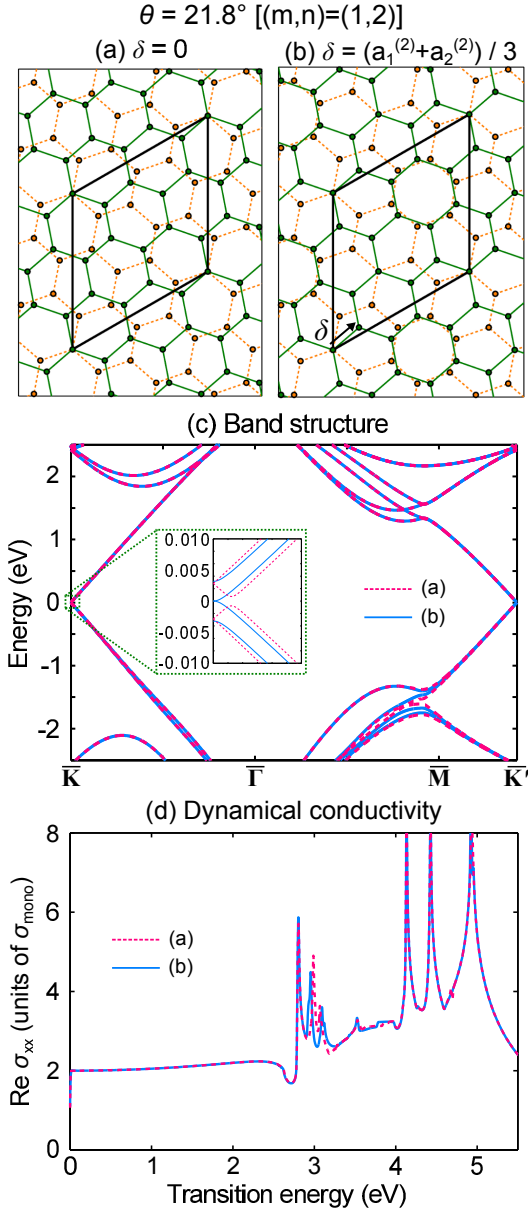 θ = 21.8° [(m,n)=(1,2)]
(a) δ = 0
(b) δ = (a₁⁽²⁾+a₂⁽²⁾) / 3
δ
(c) Band structure
Energy (eV)
2
1
0
-1
-2
0.010
0.005
0
-0.005
-0.010
(a)
(b)
K̅
Γ̅
M̅
K̅'
(d) Dynamical conductivity
Re σxx (units of σmono)
8
6
4
2
0
(a)
(b)
0 1 2 3 4 5
Transition energy (eV)